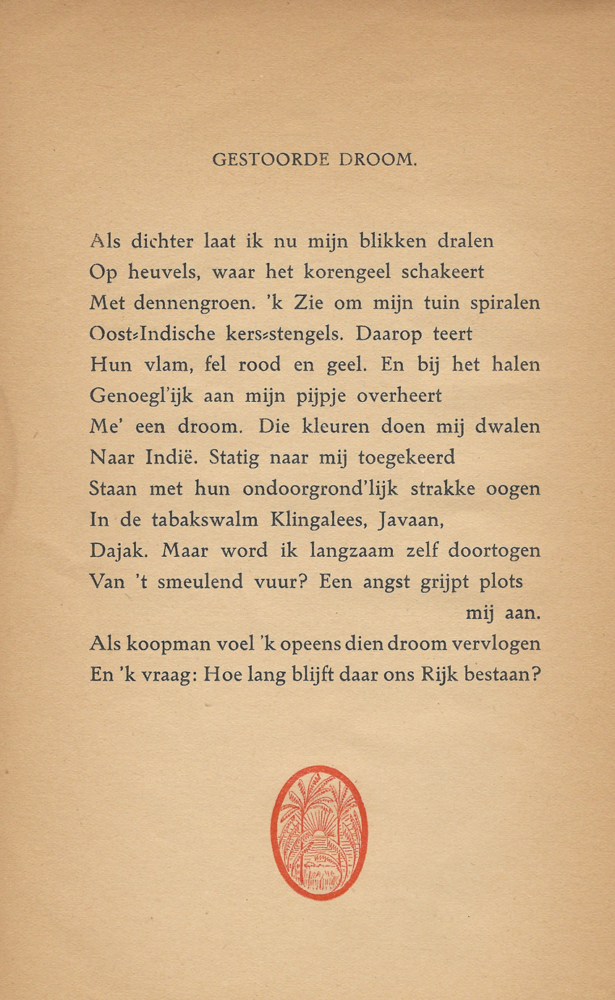 GESTOORDE DROOM.
Als dichter laat ik nu mijn blikken dralen
Op heuvels, waar het korengeel schakeert
Met dennengroen. 'k Zie om mijn tuin spiralen
Oost-Indische kers-stengels. Daarop teert
Hun vlam, fel rood en geel. En bij het halen
Genoegl'ijk aan mijn pijpje overheert
Me' een droom. Die kleuren doen mij dwalen
Naar Indië. Statig naar mij toegekeerd
Staan met hun ondoorgrond'lijk strakke oogen
In de tabakswalm Klingalees, Javaan,
Dajak. Maar word ik langzaam zelf doortogen
Van 't smeulend vuur? Een angst grijpt plots
mij aan.
Als koopman voel 'k opeens dien droom vervlogen
En 'k vraag: Hoe lang blijft daar ons Rijk bestaan?